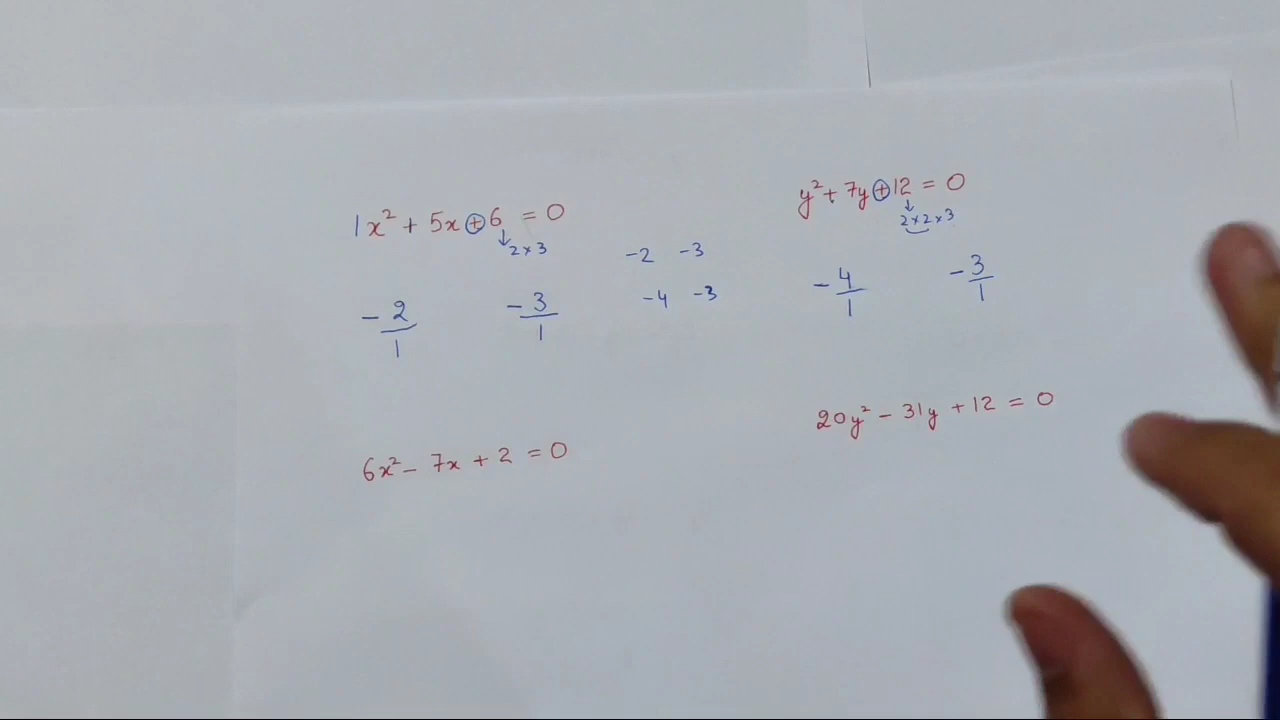 1x² + 5x + 6 = 0
↓ 2 × 3
-2/1 -3/1
-2 -3
-4 -3
y² + 7y + 12 = 0
↓
2 × 2 × 3
-4/1 -3/1
6x² - 7x + 2 = 0
20y² - 31y + 12 = 0